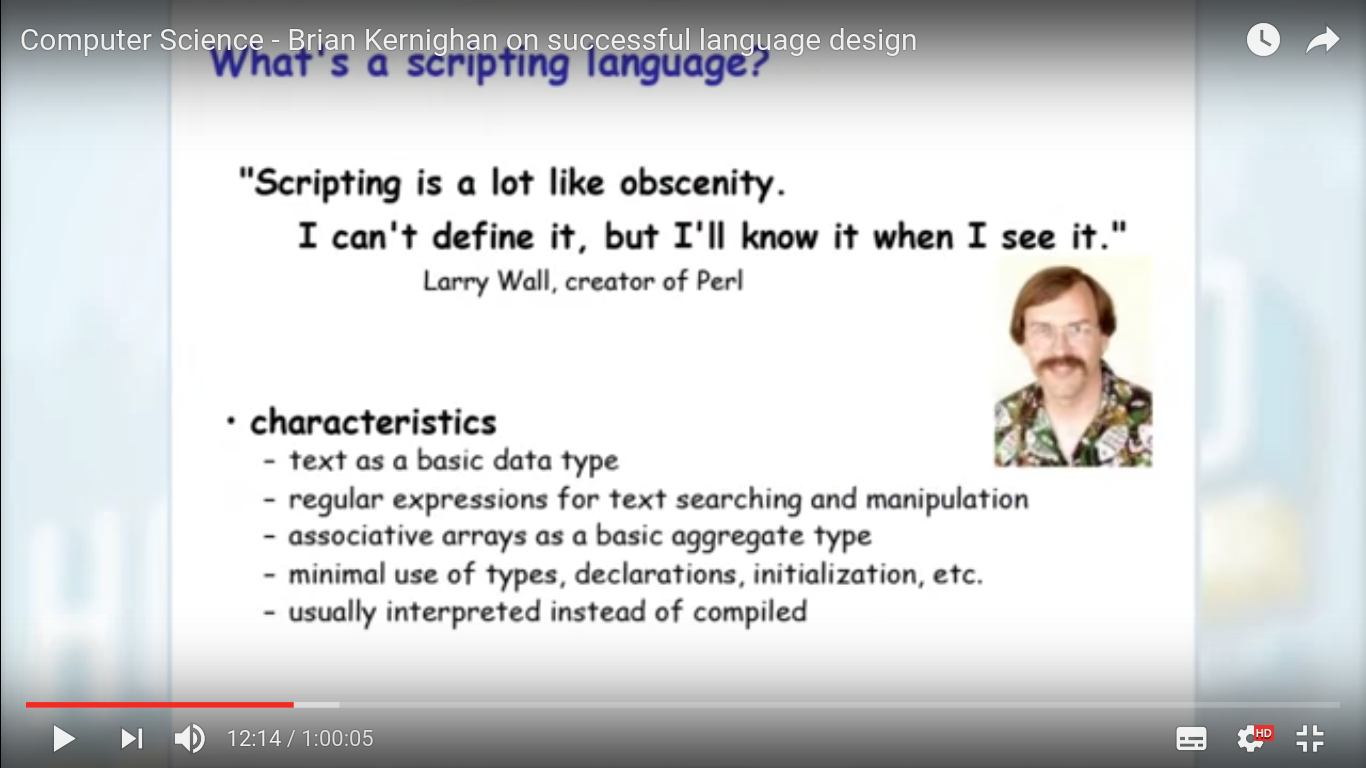 Computer Science - Brian Kernighan on successful language design
What's a scripting language?
"Scripting is a lot like obscenity.
I can't define it, but I'll know it when I see it."
Larry Wall, creator of Perl
• characteristics
- text as a basic data type
- regular expressions for text searching and manipulation
- associative arrays as a basic aggregate type
- minimal use of types, declarations, initialization, etc.
- usually interpreted instead of compiled
12:14 / 1:00:05
HD